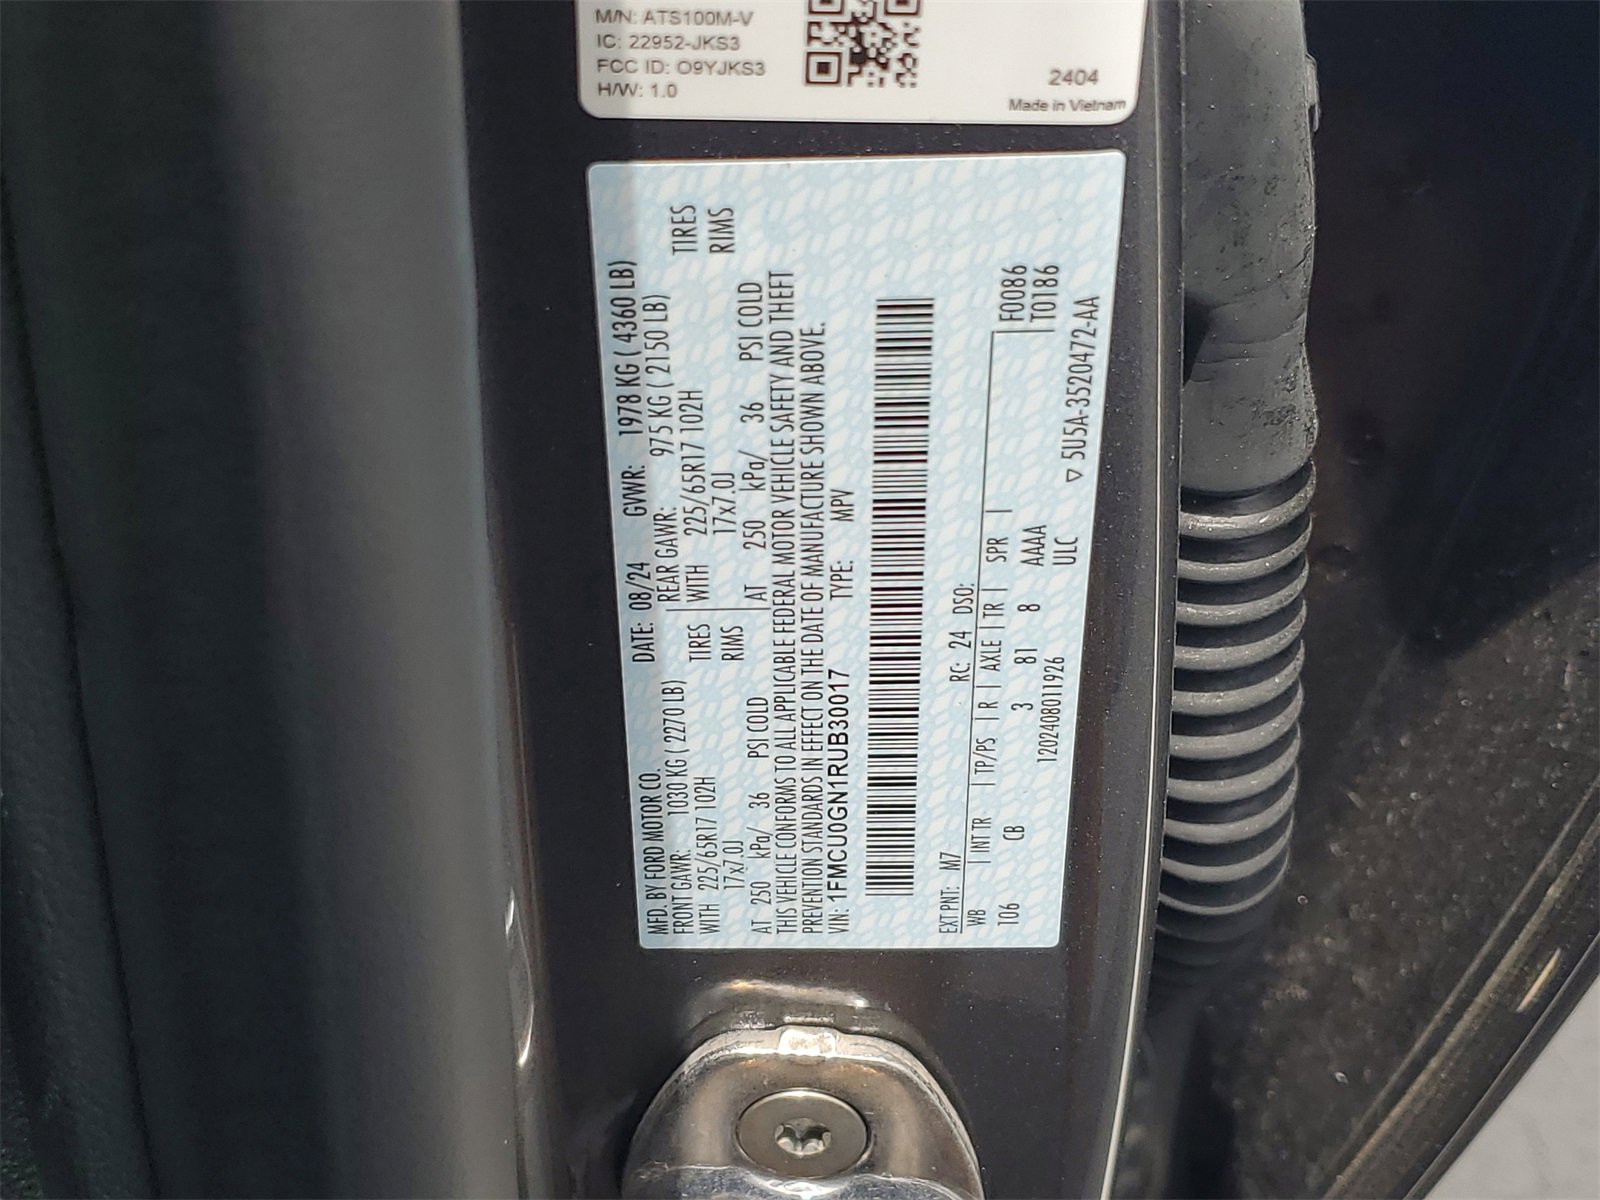 M/N: ATS100M-V
IC: 22952-JKS3
FCC ID: O9YJKS3
H/W: 1.0
2404
Made in Vietnam
MFD. BY FORD MOTOR CO. DATE: 08/24 GVWR: 1978 KG ( 4360 LB)
FRONT GAWR: 1030 KG ( 2270 LB) REAR GAWR: 975 KG ( 2150 LB)
WITH 225/65R17 102H TIRES WITH 225/65R17 102H TIRES
17x7.0J RIMS 17x7.0J RIMS
AT 250 kPa/ 36 PSI COLD AT 250 kPa/ 36 PSI COLD
THIS VEHICLE CONFORMS TO ALL APPLICABLE FEDERAL MOTOR VEHICLE SAFETY AND THEFT
PREVENTION STANDARDS IN EFFECT ON THE DATE OF MANUFACTURE SHOWN ABOVE.
VIN: 1FMCU0GN1RUB30017 TYPE: MPV
EXT PNT: M7 RC: 24 DSO: F0086
WB INT TR TP/PS R AXLE TR SPR T0186
106 CB 3 81 8 AAAA
12024080119​26 ULC
▽ 5U5A-3520472-AA